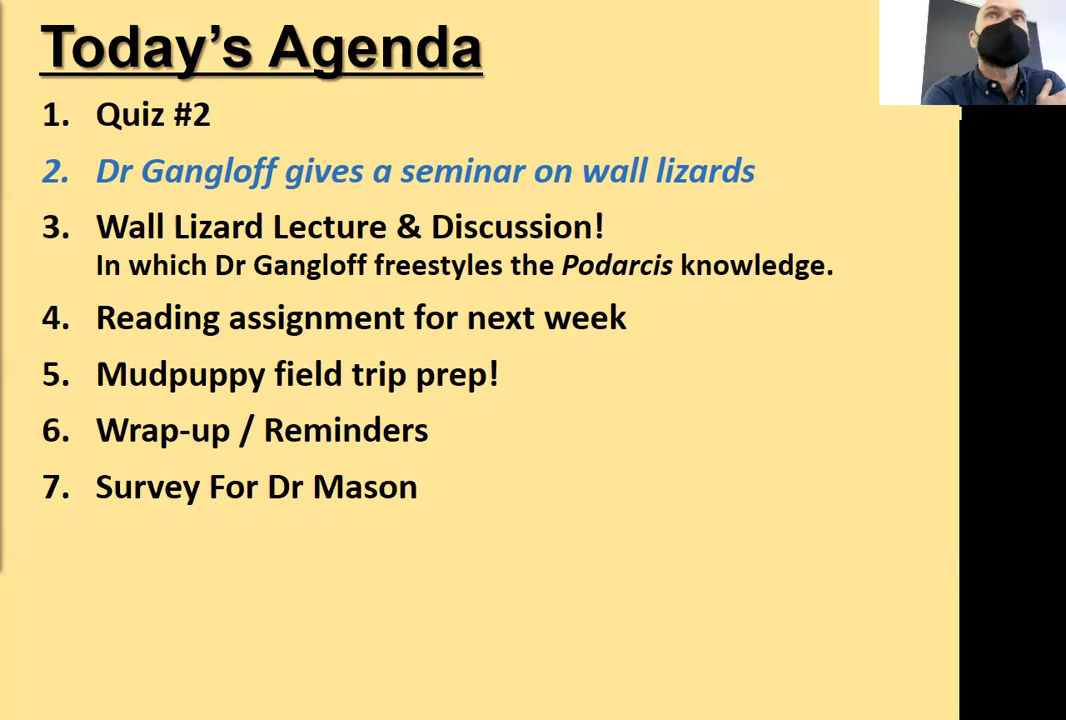 Today’s Agenda
1. Quiz #2
2. Dr Gangloff gives a seminar on wall lizards
3. Wall Lizard Lecture & Discussion!
In which Dr Gangloff freestyles the Podarcis knowledge.
4. Reading assignment for next week
5. Mudpuppy field trip prep!
6. Wrap-up / Reminders
7. Survey For Dr Mason